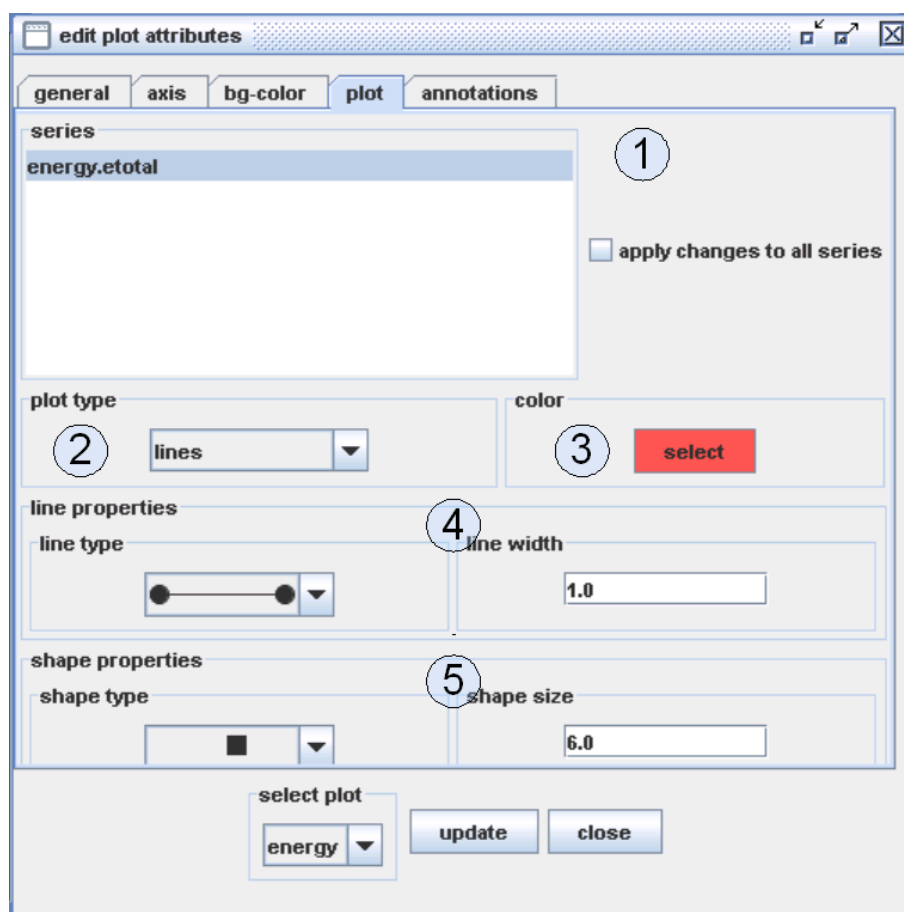 edit plot attributes
general axis bg-color plot annotations
series
energy.etotal
1
apply changes to all series
plot type
2
lines
color
3
select
line properties
4
line type
line width
1.0
shape properties
5
shape type
shape size
6.0
select plot
energy
update
close